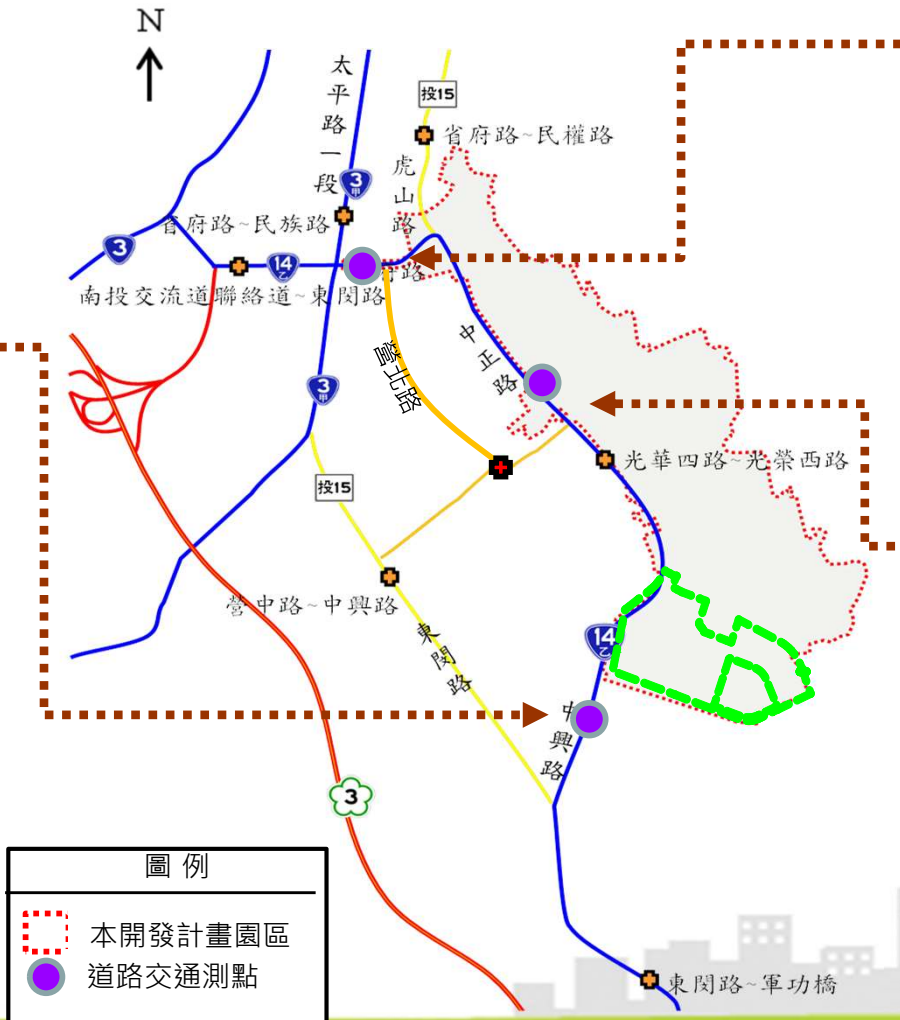 N
太平路一段
投15
省府路~民權路
虎山路
3甲
省府路~民族路
3
14乙
府路
南投交流道聯絡道~東閔路
中正路
營北路
3甲
光華四路~光榮西路
投15
營中路~中興路
東閔路
14乙
中興路
3
圖例
本開發計畫園區
道路交通測點
東閔路~軍功橋